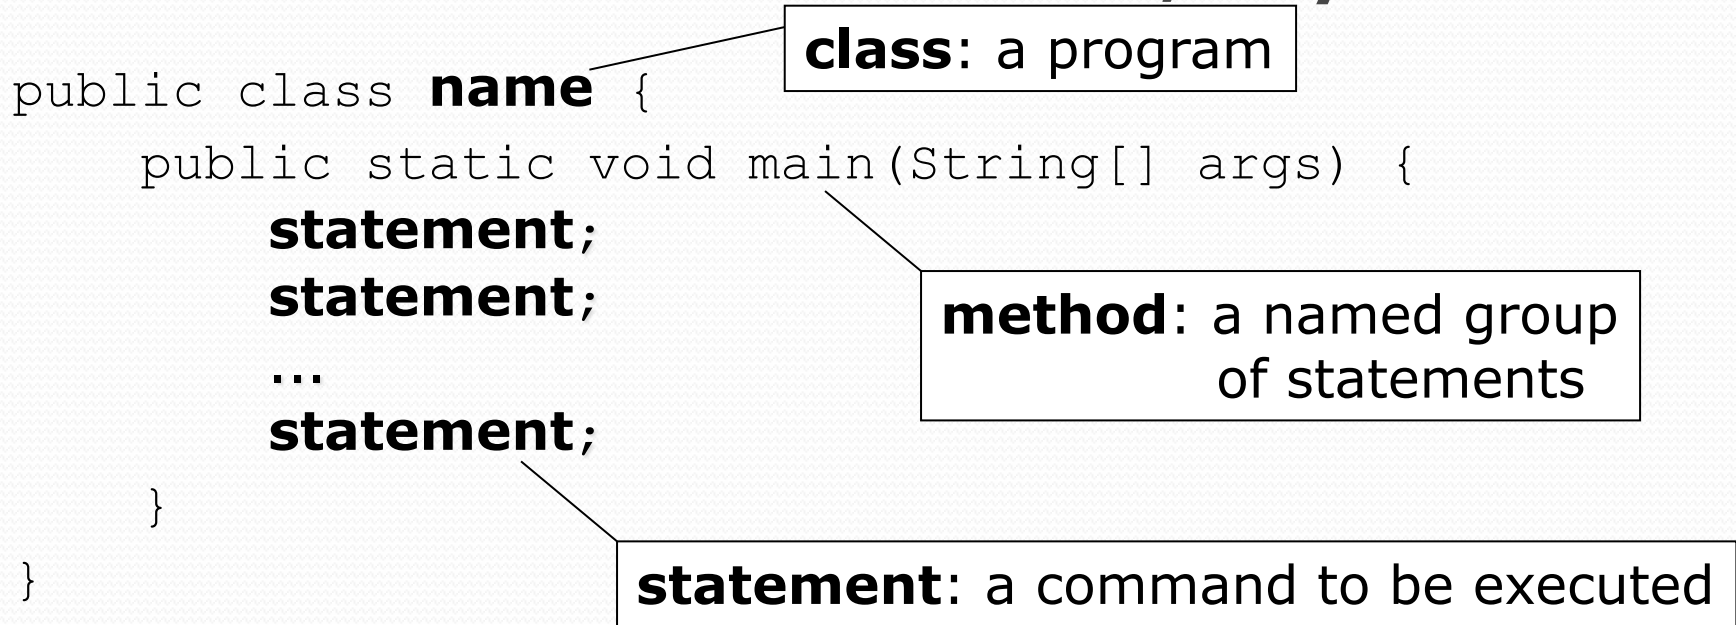 class: a program
public class name {
public static void main(String[] args) {
statement;
statement;
...
statement;
method: a named group
of statements
}
}
statement: a command to be executed